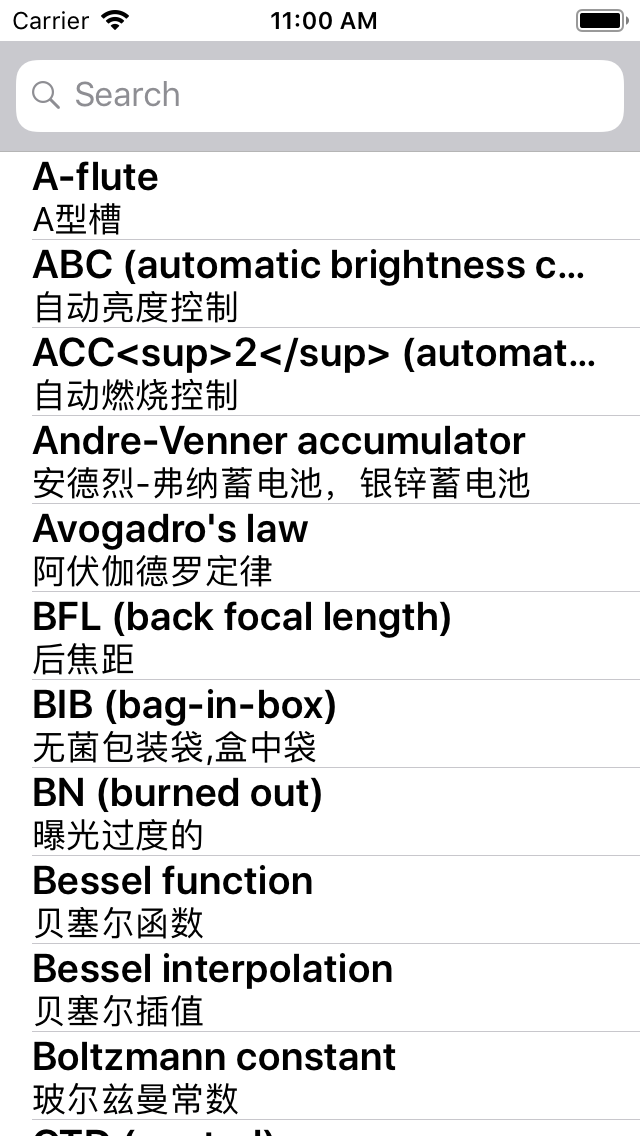 Carrier 11:00 AM
Search
A-flute
A型槽
ABC (automatic brightness c...
自动亮度控制
ACC<sup>2</sup> (automat...
自动燃烧控制
Andre-Venner accumulator
安德烈-弗纳蓄电池，银锌蓄电池
Avogadro's law
阿伏伽德罗定律
BFL (back focal length)
后焦距
BIB (bag-in-box)
无菌包装袋,盒中袋
BN (burned out)
曝光过度的
Bessel function
贝塞尔函数
Bessel interpolation
贝塞尔插值
Boltzmann constant
玻尔兹曼常数